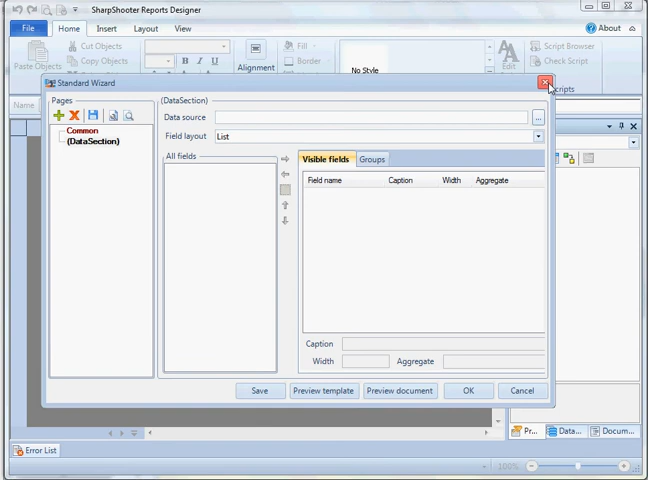 SharpShooter Reports Designer
File Home Insert Layout View About
Paste Objects
Cut Objects
Copy Objects
B I U
Alignment
Fill
Border
No Style
Edit
Script Browser
Check Script
Name
Standard Wizard
Pages
Common
(DataSection)
(DataSection)
Data source ...
Field layout List
All fields
Visible fields Groups
Field name Caption Width Aggregate
Caption
Width Aggregate
Save Preview template Preview document OK Cancel
Pr... Data... Docum...
Error List
100%